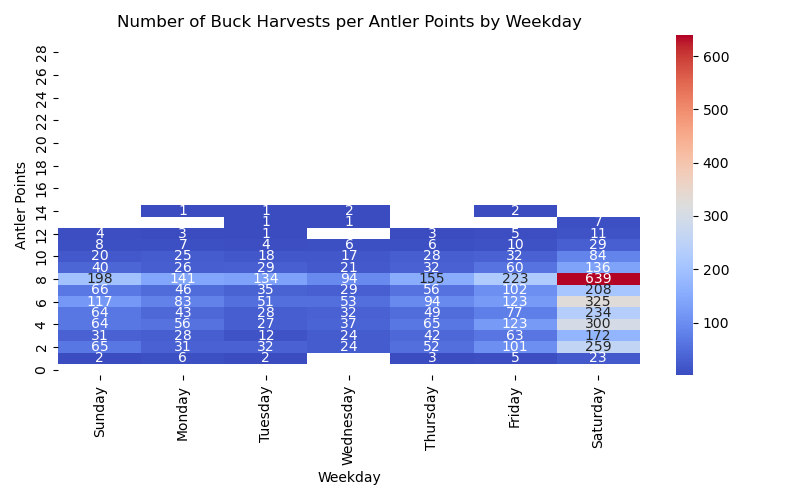 Number of Buck Harvests per Antler Points by Weekday
Antler Points
28
26
24
22
20
18
16
14
12
10
8
6
4
2
0
1 1 2 2
1 1 7
4 3 1 3 5 11
8 7 4 6 6 10 29
20 25 18 17 28 32 84
40 26 29 21 32 60 136
198 141 134 94 155 223 639
66 46 35 29 56 102 208
117 83 51 53 94 123 325
64 43 28 32 49 77 234
64 56 27 37 65 123 300
31 28 12 24 42 63 172
65 31 32 24 52 101 259
2 6 2 3 5 23
Sunday
Monday
Tuesday
Wednesday
Thursday
Friday
Saturday
Weekday
600
500
400
300
200
100